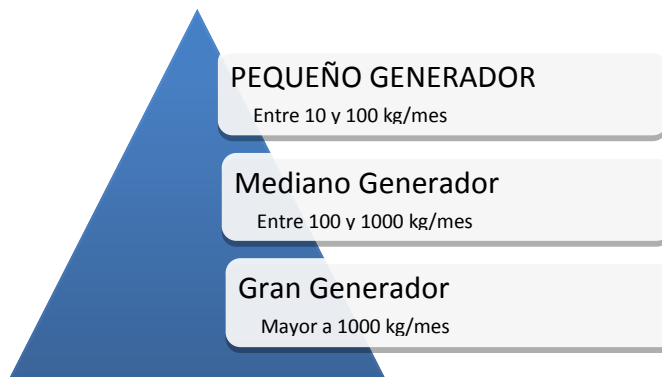 PEQUEÑO GENERADOR
Entre 10 y 100 kg/mes
Mediano Generador
Entre 100 y 1000 kg/mes
Gran Generador
Mayor a 1000 kg/mes